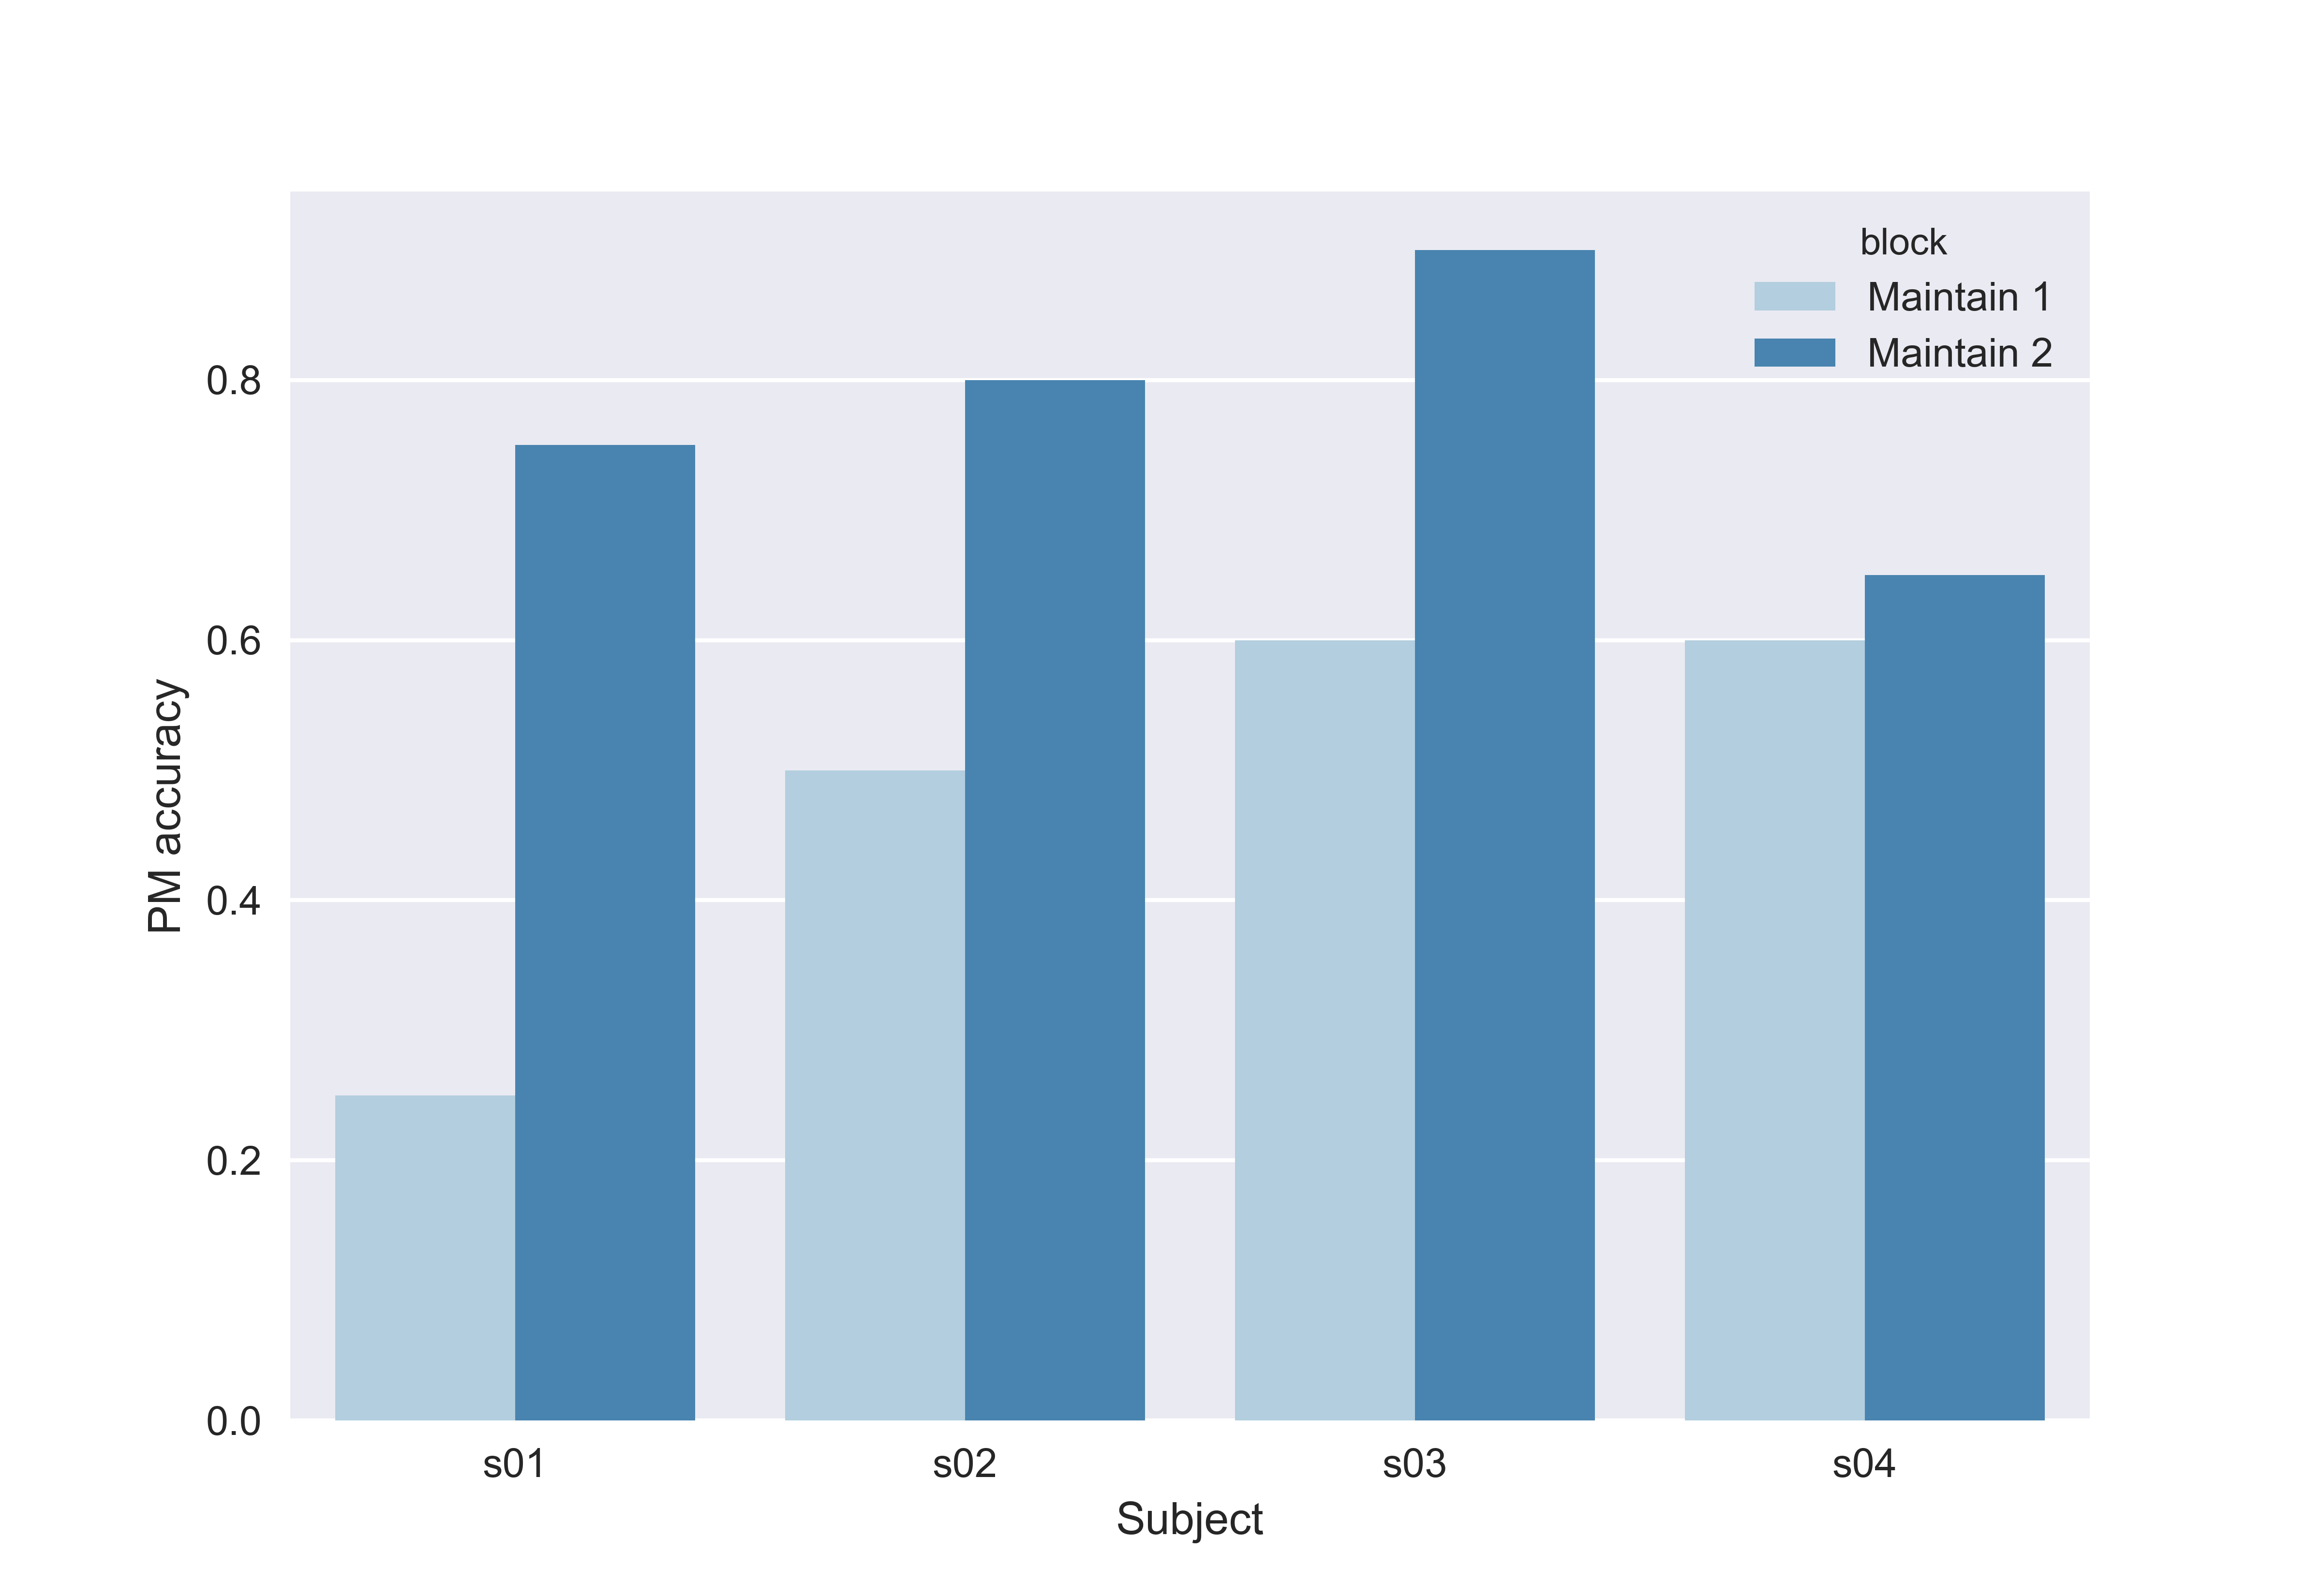 block
Maintain 1
Maintain 2
0.8
0.6
0.4
0.2
0.0
PM accuracy
s01 s02 s03 s04
Subject